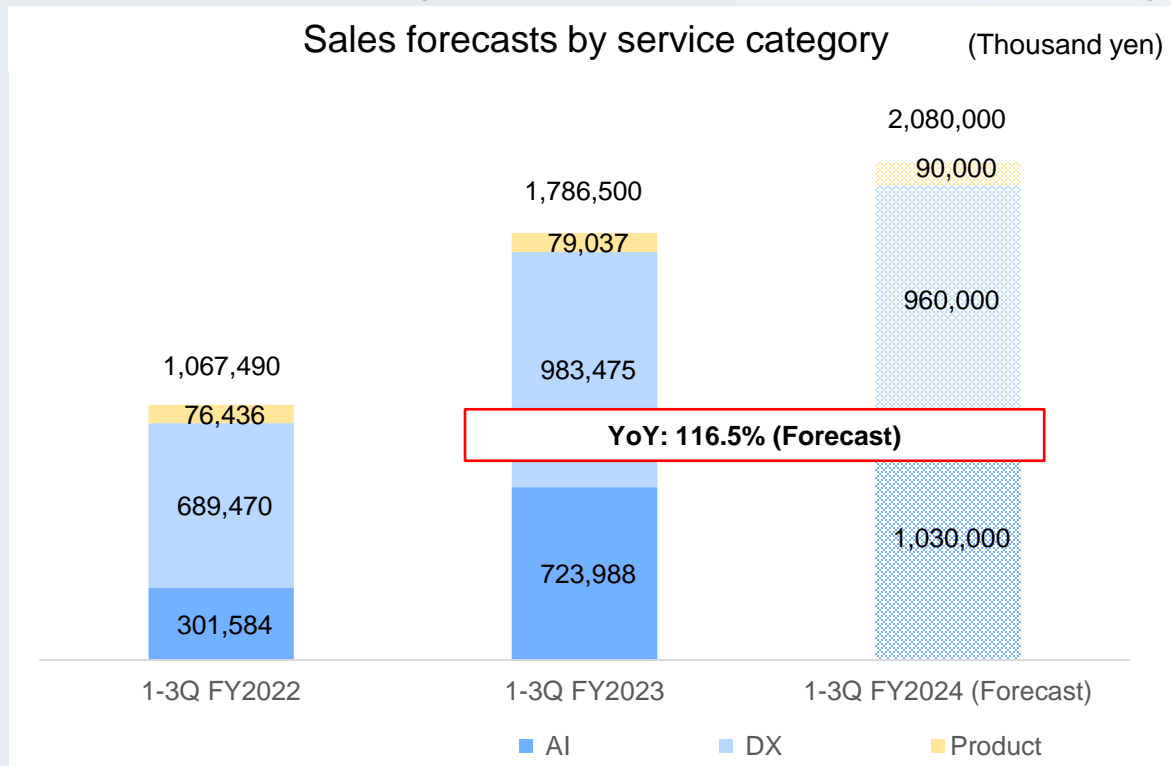 Sales forecasts by service category
(Thousand yen)
2,080,000
90,000
1,786,500
79,037
960,000
1,067,490
983,475
76,436
YoY: 116.5% (Forecast)
689,470
1,030,000
723,988
301,584
1-3Q FY2022
1-3Q FY2023
1-3Q FY2024 (Forecast)
AI
DX
Product